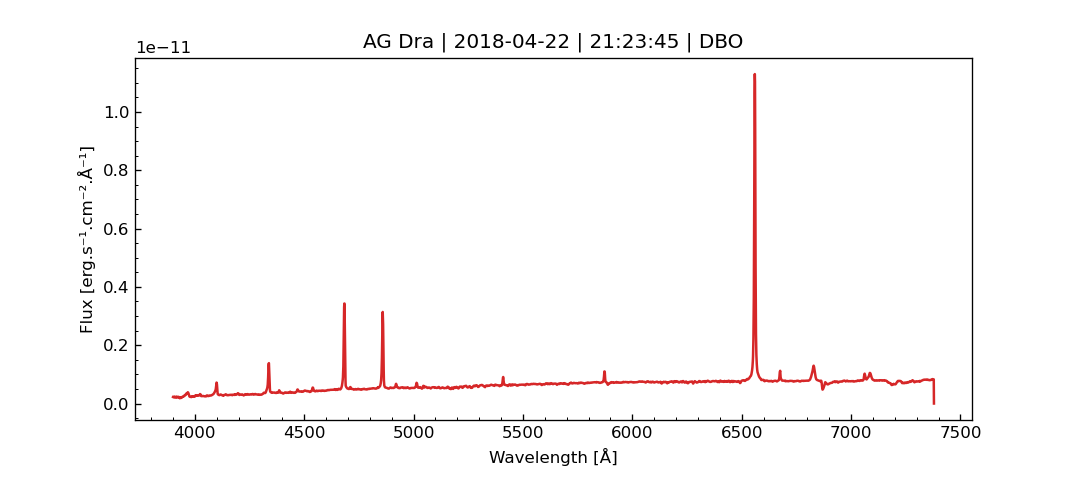 AG Dra | 2018-04-22 | 21:23:45 | DBO
1e−11
1.0
0.8
0.6
0.4
0.2
0.0
Flux [erg.s⁻¹.cm⁻².Å⁻¹]
4000 4500 5000 5500 6000 6500 7000 7500
Wavelength [Å]